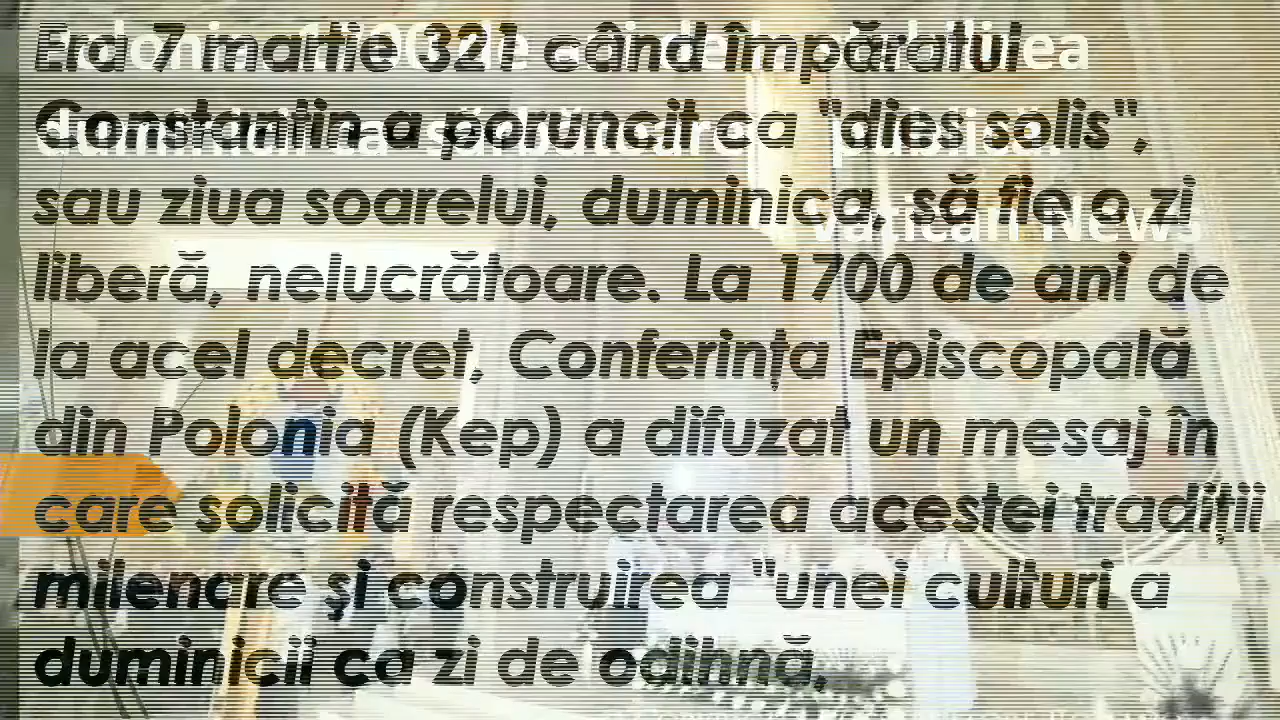 Era 7 martie 321 când împăratul
Constantin a poruncit ca "dies solis",
sau ziua soarelui, duminica, să fie o zi
liberă, nelucrătoare. La 1700 de ani de
la acel decret, Conferința Episcopală
din Polonia (Kep) a difuzat un mesaj în
care solicită respectarea acestei tradiții
milenare și construirea "unei culturi a
duminicii ca zi de odihnă,
Vatican News